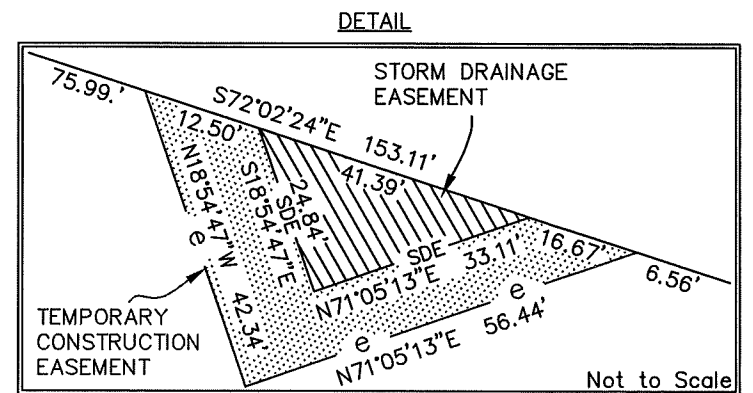 DETAIL
75.99.'
S72°02'24"E
153.11'
STORM DRAINAGE
EASEMENT
12.50'
41.39'
N18°54'47"W
42.34'
S18°54'47"E
SDE
24.84'
SDE
N71°05'13"E 33.11'
16.67'
6.56'
e
e
e
N71°05'13"E 56.44'
TEMPORARY
CONSTRUCTION
EASEMENT
Not to Scale